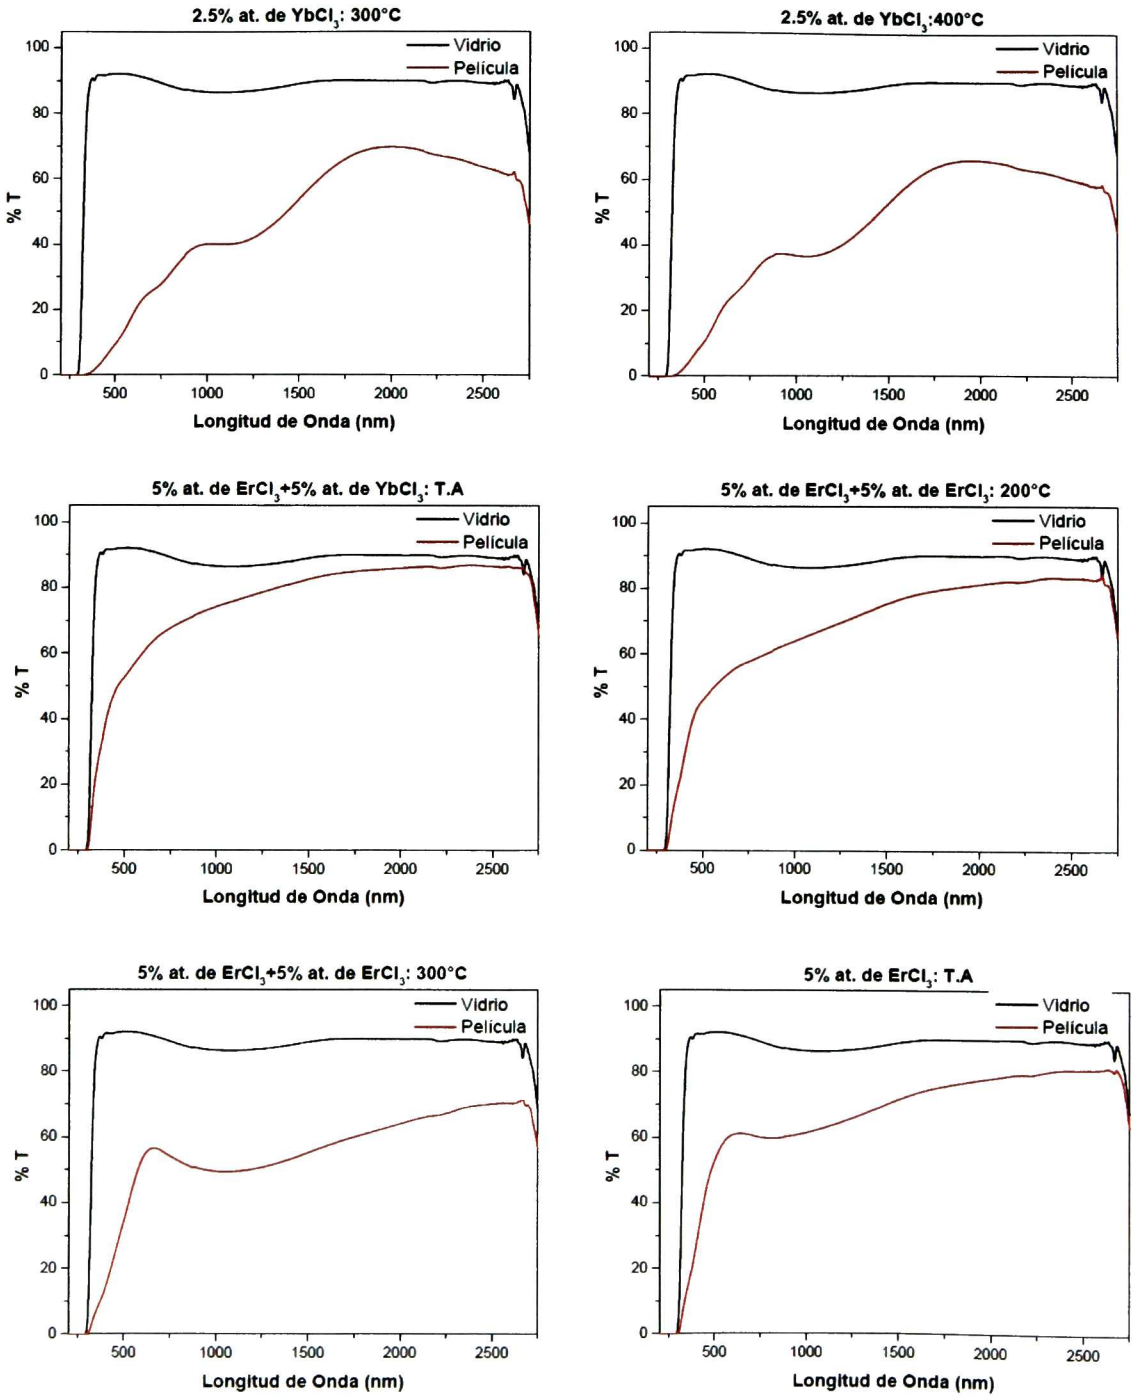 2.5% at. de YbCl3: 300°C
Vidrio
Película
% T
100
80
60
40
20
0
500
1000
1500
2000
2500
Longitud de Onda (nm)
2.5% at. de YbCl3:400°C
Vidrio
Película
% T
100
80
60
40
20
0
500
1000
1500
2000
2500
Longitud de Onda (nm)
5% at. de ErCl3+5% at. de YbCl3: T.A
Vidrio
Película
% T
100
80
60
40
20
0
500
1000
1500
2000
2500
Longitud de Onda (nm)
5% at. de ErCl3+5% at. de ErCl3: 200°C
Vidrio
Película
% T
100
80
60
40
20
0
500
1000
1500
2000
2500
Longitud de Onda (nm)
5% at. de ErCl3+5% at. de ErCl3: 300°C
Vidrio
Película
% T
100
80
60
40
20
0
500
1000
1500
2000
2500
Longitud de Onda (nm)
5% at. de ErCl3: T.A
Vidrio
Película
% T
100
80
60
40
20
0
500
1000
1500
2000
2500
Longitud de Onda (nm)